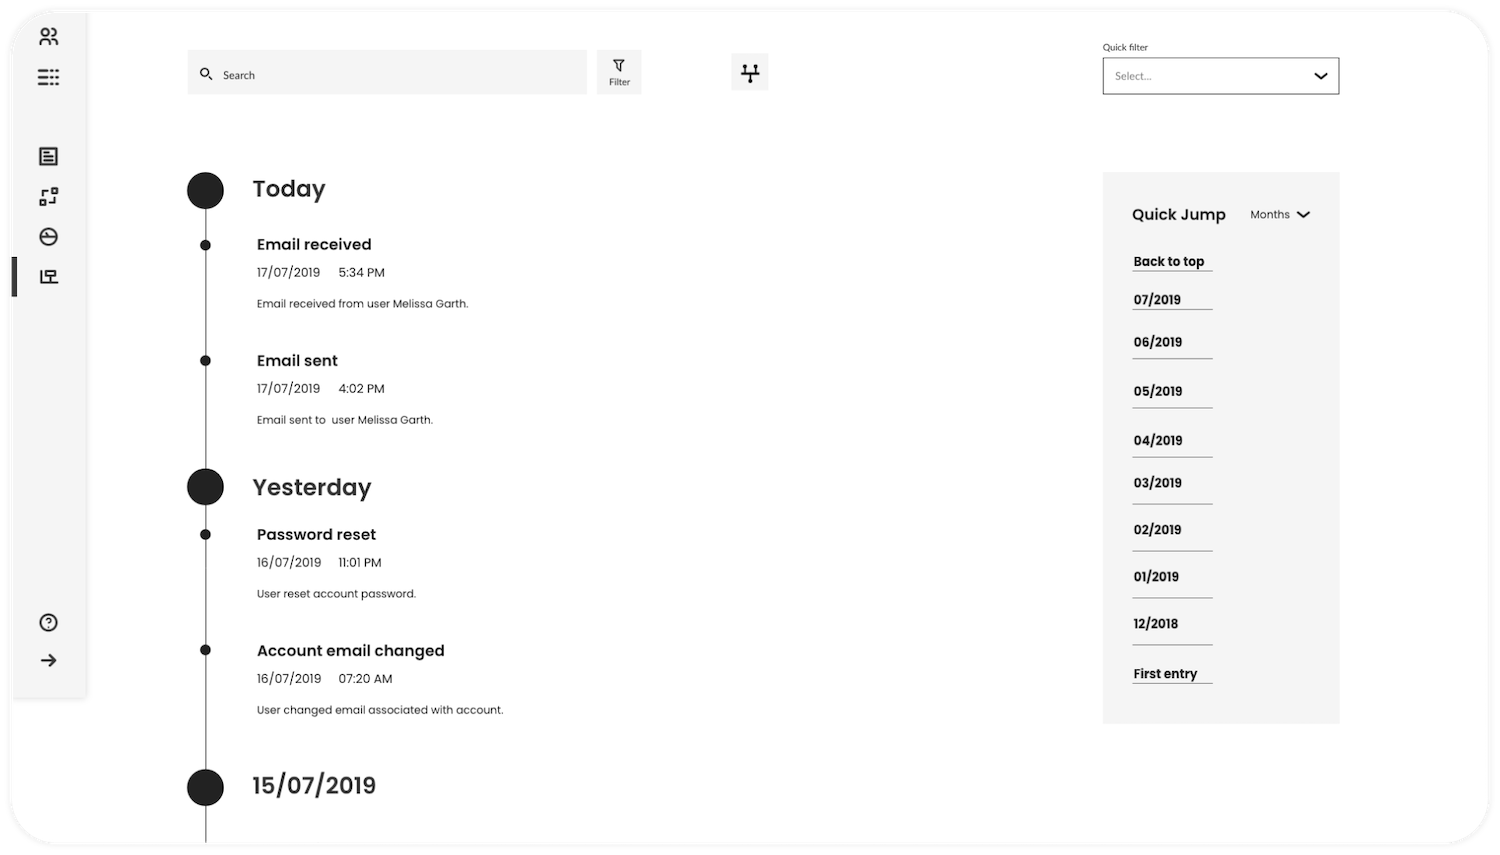 Search
Filter
Quick filter
Select...
Today
Email received
17/07/2019 5:34 PM
Email received from user Melissa Garth.
Email sent
17/07/2019 4:02 PM
Email sent to user Melissa Garth.
Yesterday
Password reset
16/07/2019 11:01 PM
User reset account password.
Account email changed
16/07/2019 07:20 AM
User changed email associated with account.
15/07/2019
Quick Jump Months
Back to top
07/2019
06/2019
05/2019
04/2019
03/2019
02/2019
01/2019
12/2018
First entry